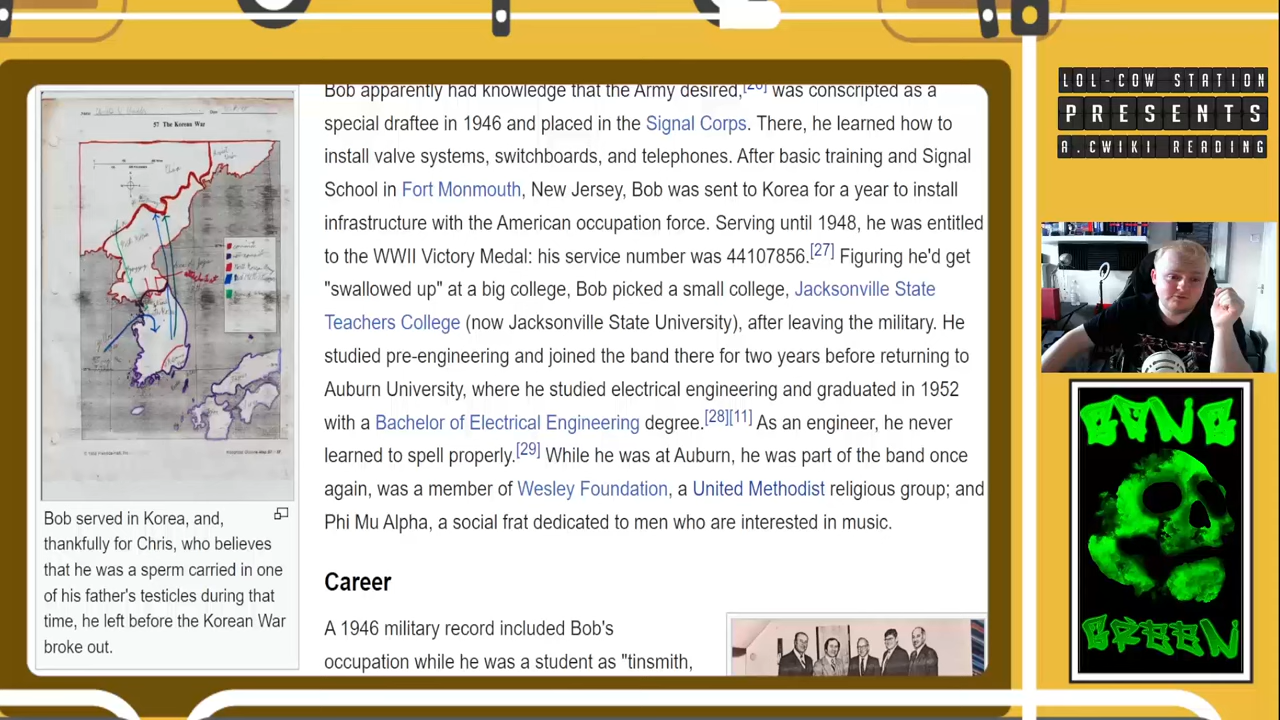 57 The Korean War
Bob served in Korea, and,
thankfully for Chris, who believes
that he was a sperm carried in one
of his father's testicles during that
time, he left before the Korean War
broke out.
Bob apparently had knowledge that the Army desired,[26] was conscripted as a
special draftee in 1946 and placed in the Signal Corps. There, he learned how to
install valve systems, switchboards, and telephones. After basic training and Signal
School in Fort Monmouth, New Jersey, Bob was sent to Korea for a year to install
infrastructure with the American occupation force. Serving until 1948, he was entitled
to the WWII Victory Medal: his service number was 44107856.[27] Figuring he'd get
"swallowed up" at a big college, Bob picked a small college, Jacksonville State
Teachers College (now Jacksonville State University), after leaving the military. He
studied pre-engineering and joined the band there for two years before returning to
Auburn University, where he studied electrical engineering and graduated in 1952
with a Bachelor of Electrical Engineering degree.[28][11] As an engineer, he never
learned to spell properly.[29] While he was at Auburn, he was part of the band once
again, was a member of Wesley Foundation, a United Methodist religious group; and
Phi Mu Alpha, a social frat dedicated to men who are interested in music.
Career
A 1946 military record included Bob's
occupation while he was a student as "tinsmith,
LOL-COW STATION
PRESENTS
A.CWIKI READING
GONE
GREEN